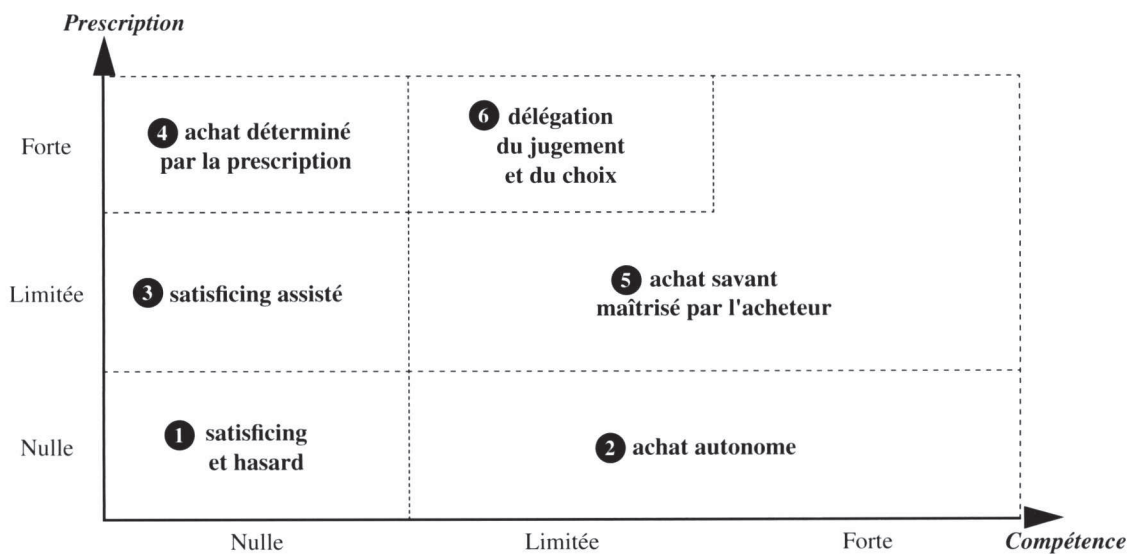 Prescription
Forte
4 achat déterminé
par la prescription
6 délégation
du jugement
et du choix
Limitée
3 satisficing assisté
5 achat savant
maîtrisé par l'acheteur
Nulle
1 satisficing
et hasard
2 achat autonome
Nulle
Limitée
Forte
Compétence